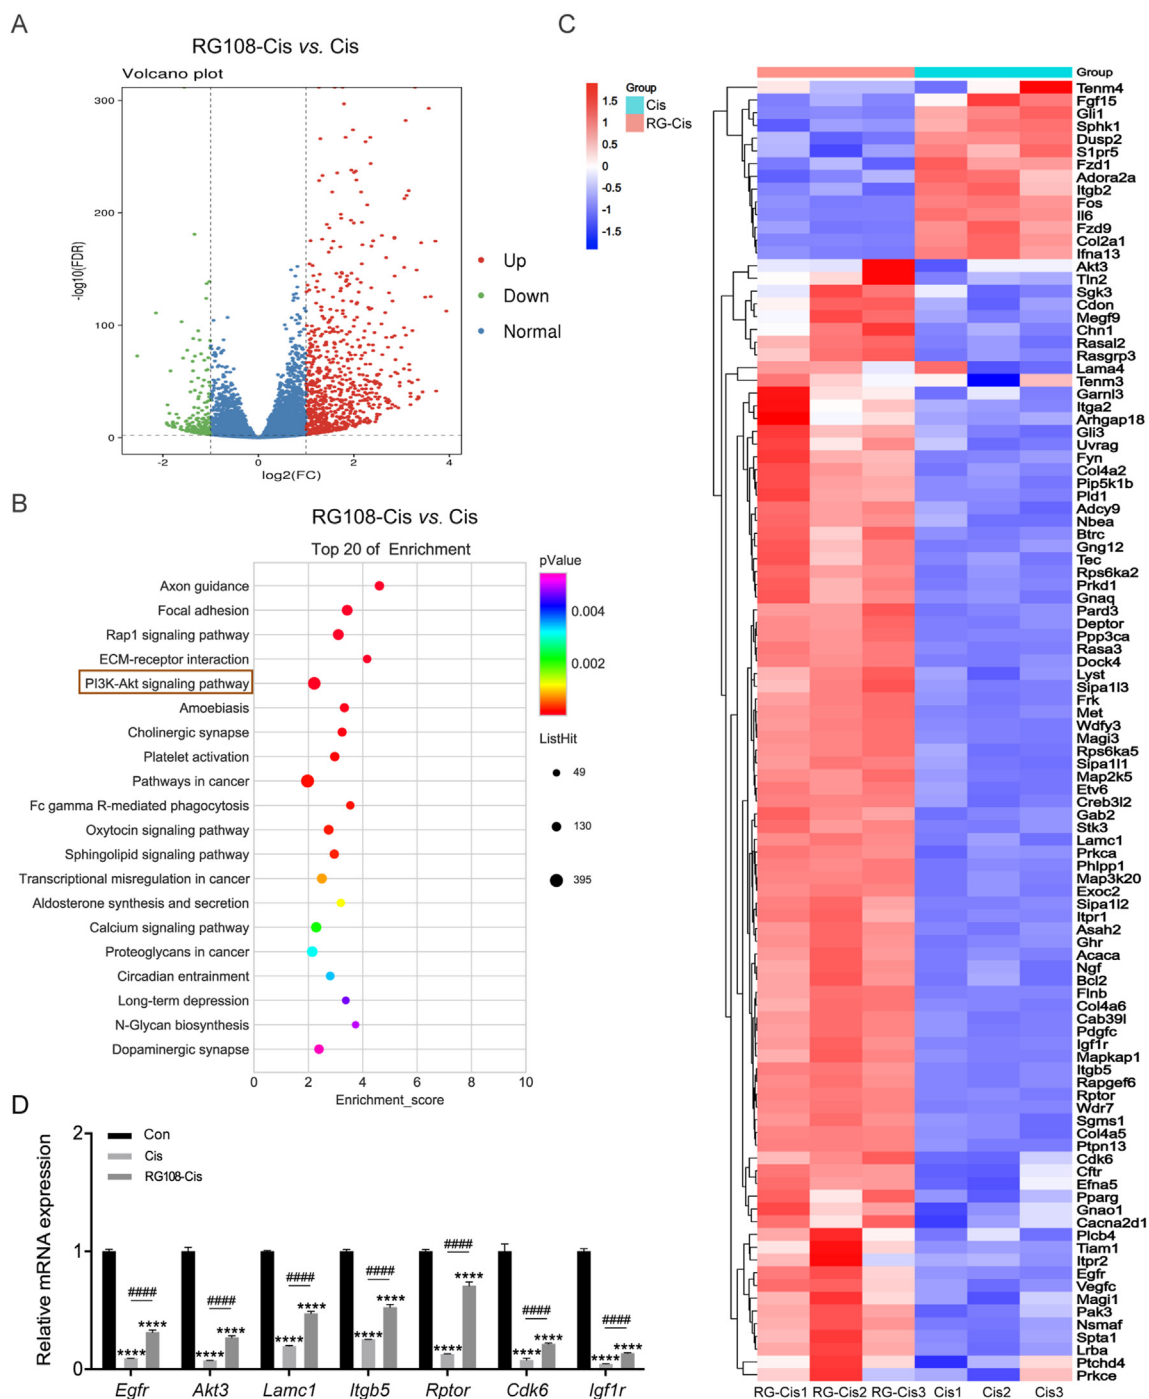 A
RG108-Cis vs. Cis
Volcano plot
300
200
100
0
-log10(FDR)
-2
0
2
4
log2(FC)
Up
Down
Normal
B
RG108-Cis vs. Cis
Top 20 of Enrichment
Axon guidance
Focal adhesion
Rap1 signaling pathway
ECM-receptor interaction
PI3K-Akt signaling pathway
Amoebiasis
Cholinergic synapse
Platelet activation
Pathways in cancer
Fc gamma R-mediated phagocytosis
Oxytocin signaling pathway
Sphingolipid signaling pathway
Transcriptional misregulation in cancer
Aldosterone synthesis and secretion
Calcium signaling pathway
Proteoglycans in cancer
Circadian entrainment
Long-term depression
N-Glycan biosynthesis
Dopaminergic synapse
0 2 4 6 8 10
Enrichment_score
pValue
0.004
0.002
ListHit
49
130
395
C
1.5
1
0.5
0
-0.5
-1
-1.5
Group
Cis
RG-Cis
Group
Tenm4
Fgf15
Gli1
Sphk1
Dusp2
S1pr5
Fzd1
Adora2a
Itgb2
Fos
Il6
Fzd9
Col2a1
Ifna13
Akt3
Tln2
Sgk3
Cdon
Megf9
Chn1
Rasal2
Rasgrp3
Lama4
Tenm3
Garnl3
Itga2
Arhgap18
Gli3
Uvrag
Fyn
Col4a2
Pip5k1b
Pld1
Adcy9
Nbea
Btrc
Gng12
Tec
Rps6ka2
Prkd1
Gnaq
Pard3
Deptor
Ppp3ca
Rasa3
Dock4
Lyst
Sipa1l3
Frk
Met
Wdfy3
Magi3
Rps6ka5
Sipa1l1
Map2k5
Etv6
Creb3l2
Gab2
Stk3
Lamc1
Prkca
Phlpp1
Map3k20
Exoc2
Sipa1l2
Itpr1
Asah2
Ghr
Acaca
Ngf
Bcl2
Flnb
Col4a6
Cab39l
Pdgfc
Igf1r
Mapkap1
Itgb5
Rapgef6
Rptor
Wdr7
Sgms1
Col4a5
Ptpn13
Cdk6
Cftr
Efna5
Pparg
Gnao1
Cacna2d1
Plcb4
Tiam1
Itpr2
Egfr
Vegfc
Magi1
Pak3
Nsmaf
Spta1
Lrba
Ptchd4
Prkce
RG-Cis1 RG-Cis2 RG-Cis3 Cis1 Cis2 Cis3
D
Relative mRNA expression
2
1
0
Con
Cis
RG108-Cis
#### #### #### #### #### #### ####
**** **** **** **** **** **** ****
**** **** **** **** **** **** ****
Egfr Akt3 Lamc1 Itgb5 Rptor Cdk6 Igf1r